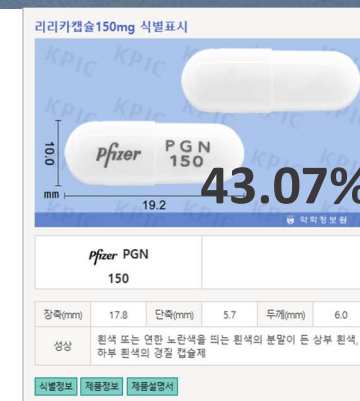 리리카캡슐150mg 식별표시
KPIC KPIC
KPIC KPIC KPIC
10.0
mm
Pfizer PGN
150
19.2
43.07%
약학정보원
Pfizer PGN
150
장축(mm) 17.8 단축(mm) 5.7 두께(mm) 6.0
성상 흰색 또는 연한 노란색을 띄는 흰색의 분말이 든 상부 흰색,
하부 흰색의 경질 캡슐제
식별정보 제품정보 제품설명서